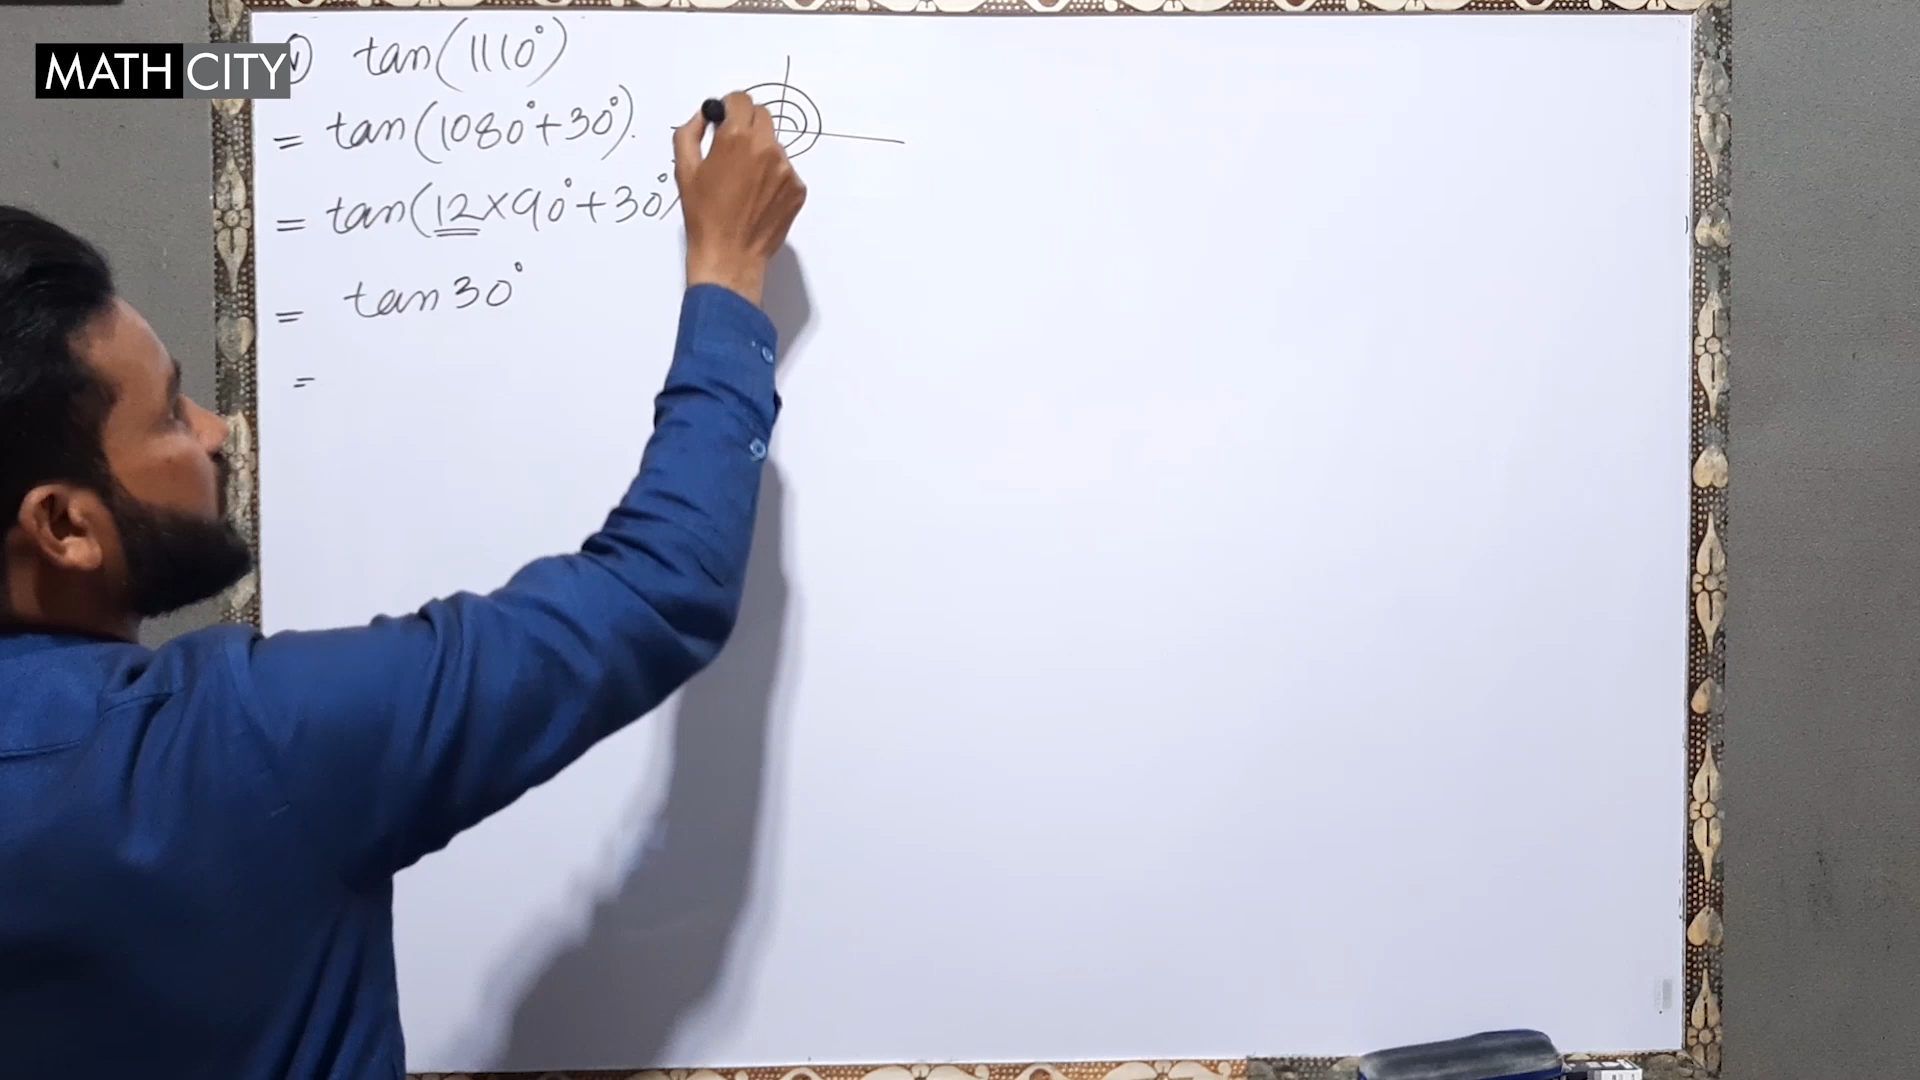 MATH CITY
tan(1110°)
= tan(1080°+30°).
= tan(12×90°+30°)
= tan30°
=